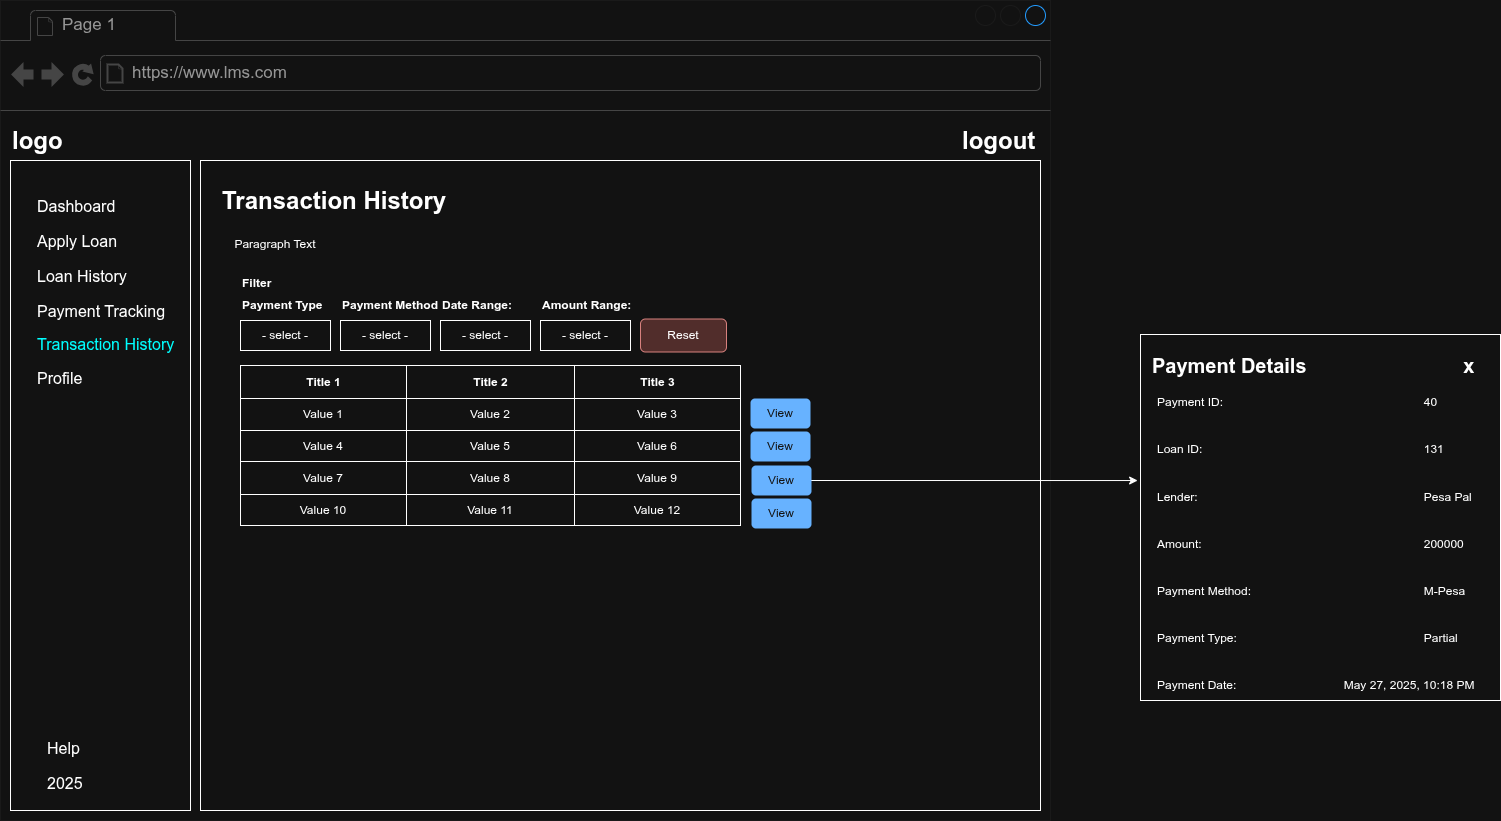 Page 1
https://www.lms.com
logo
logout
Dashboard
Apply Loan
Loan History
Payment Tracking
Transaction History
Profile
Help
2025
Transaction History
Paragraph Text
Filter
Payment Type Payment Method Date Range: Amount Range:
- select - - select - - select - - select - Reset
Title 1 Title 2 Title 3
Value 1 Value 2 Value 3 View
Value 4 Value 5 Value 6 View
Value 7 Value 8 Value 9 View
Value 10 Value 11 Value 12 View
Payment Details x
Payment ID: 40
Loan ID: 131
Lender: Pesa Pal
Amount: 200000
Payment Method: M-Pesa
Payment Type: Partial
Payment Date: May 27, 2025, 10:18 PM